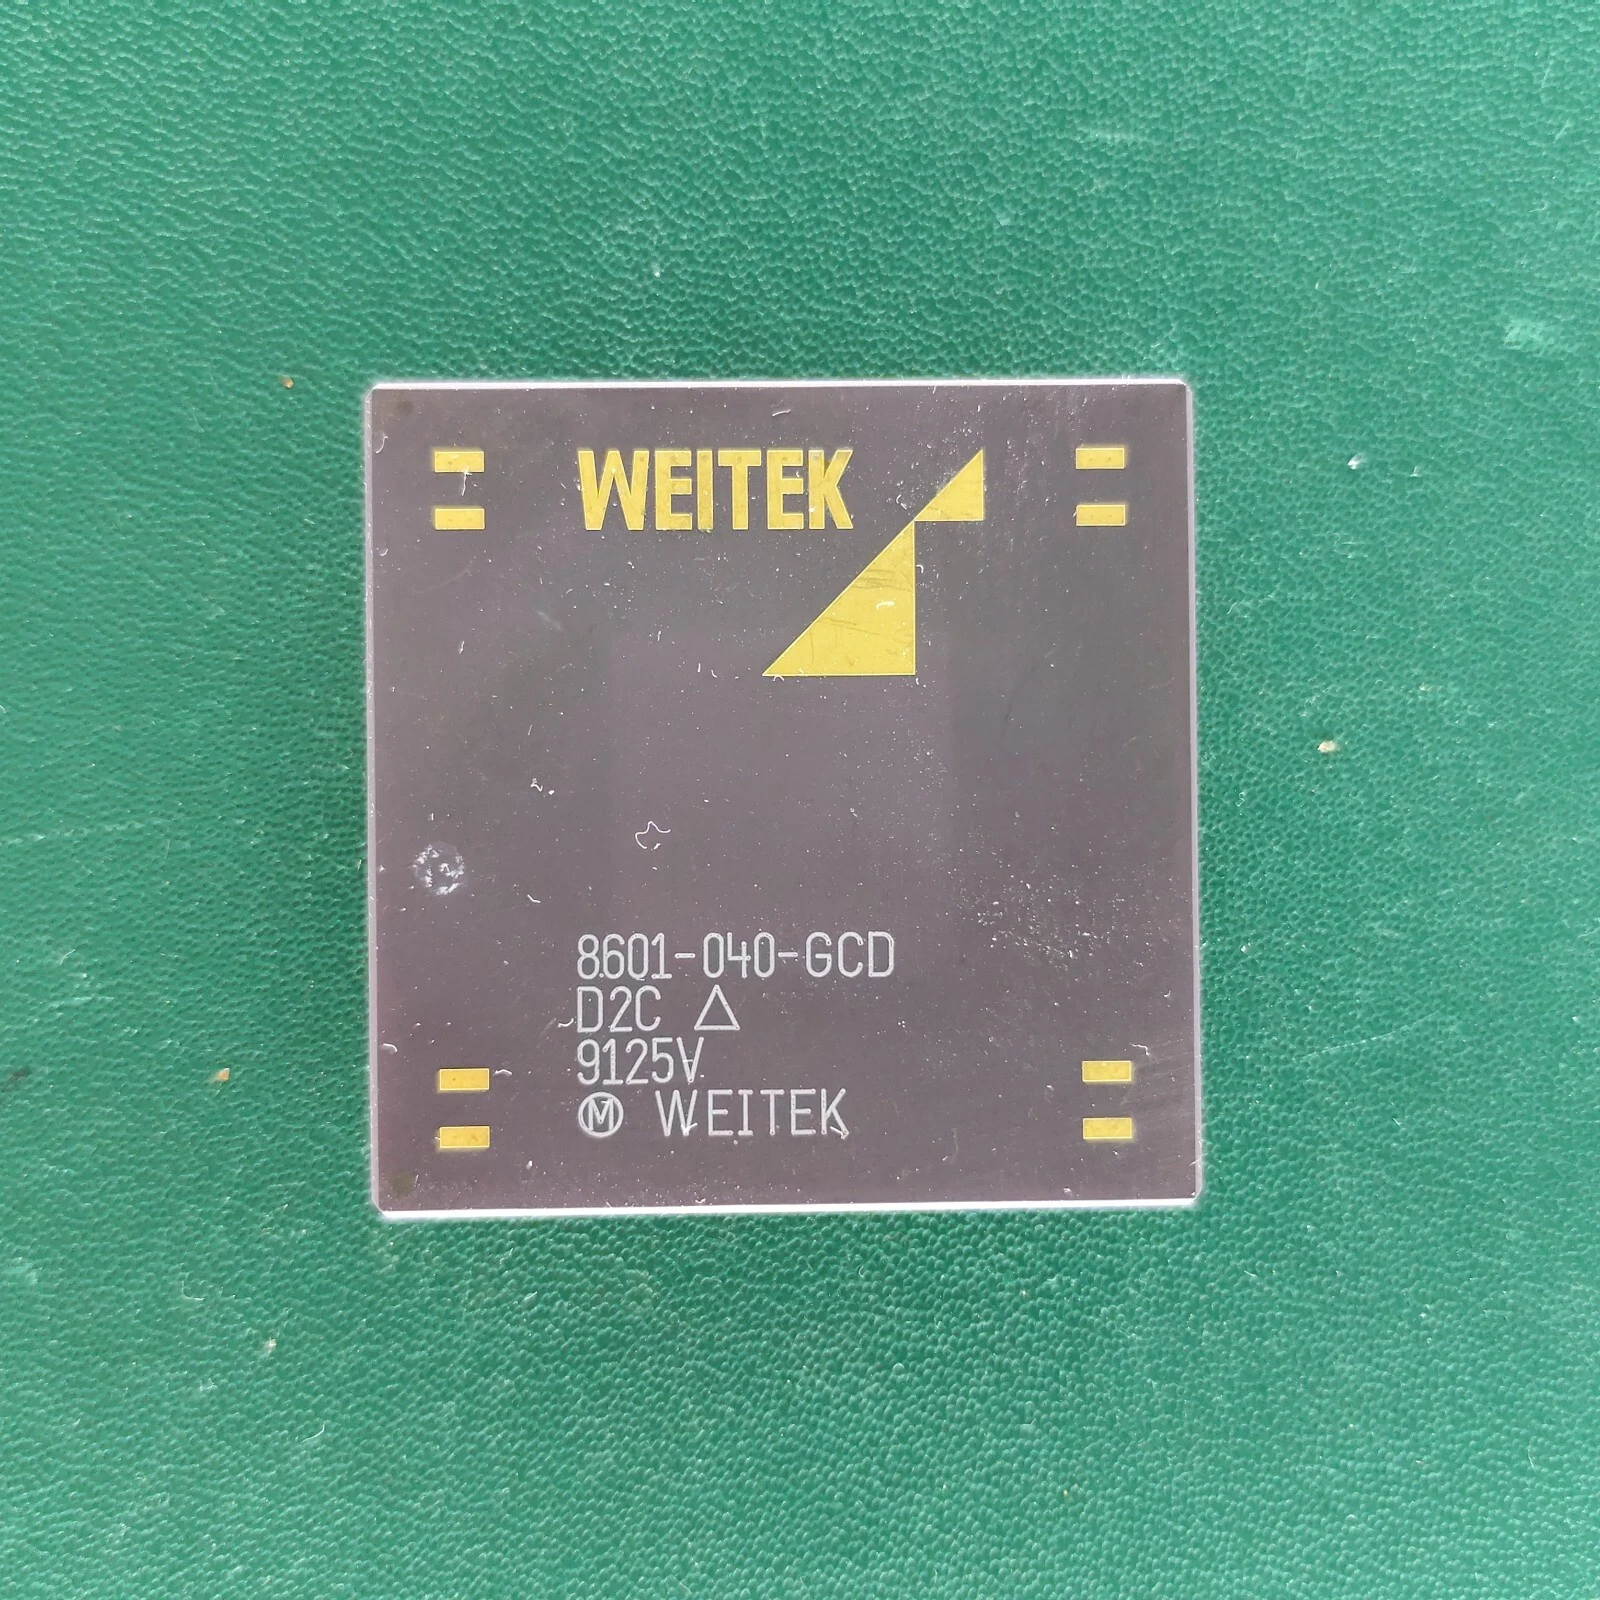 WEITEK
8601-040-GCD
D2C △
9125V
Ⓜ WEITEK